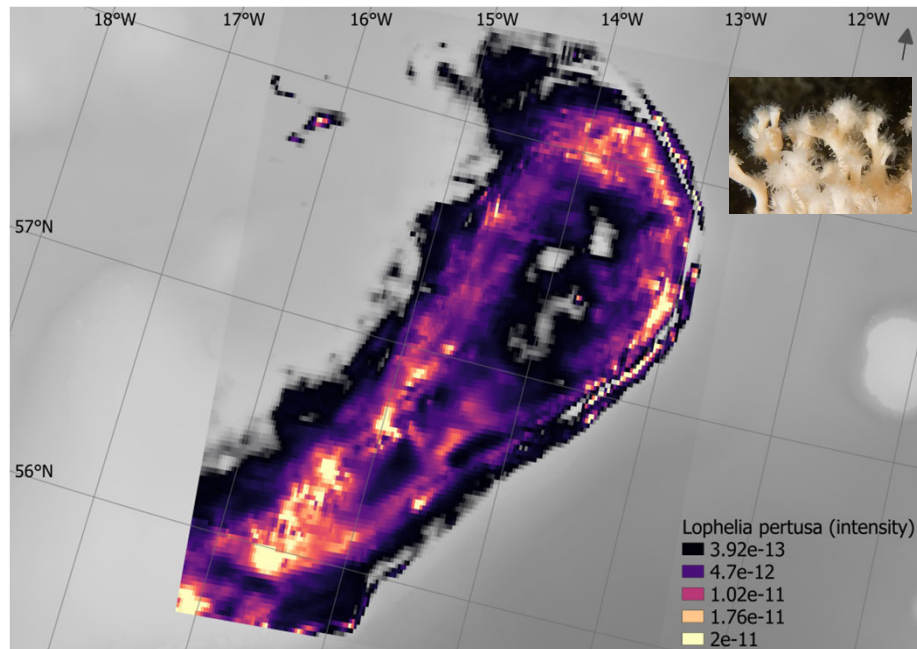 18°W 17°W 16°W 15°W 14°W 13°W 12°W
57°N
56°N
Lophelia pertusa (intensity)
3.92e-13
4.7e-12
1.02e-11
1.76e-11
2e-11